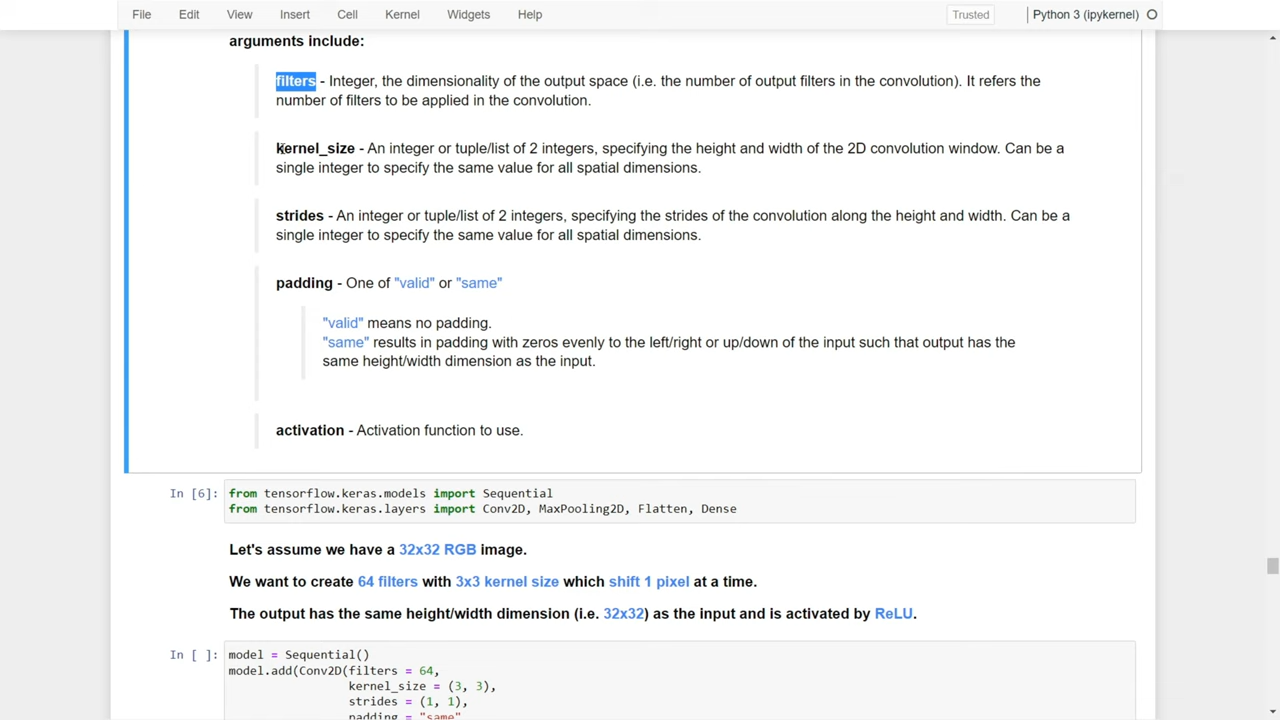 File Edit View Insert Cell Kernel Widgets Help Trusted Python 3 (ipykernel)
arguments include:
filters - Integer, the dimensionality of the output space (i.e. the number of output filters in the convolution). It refers the
number of filters to be applied in the convolution.
kernel_size - An integer or tuple/list of 2 integers, specifying the height and width of the 2D convolution window. Can be a
single integer to specify the same value for all spatial dimensions.
strides - An integer or tuple/list of 2 integers, specifying the strides of the convolution along the height and width. Can be a
single integer to specify the same value for all spatial dimensions.
padding - One of "valid" or "same"
"valid" means no padding.
"same" results in padding with zeros evenly to the left/right or up/down of the input such that output has the
same height/width dimension as the input.
activation - Activation function to use.
In [6]: from tensorflow.keras.models import Sequential
from tensorflow.keras.layers import Conv2D, MaxPooling2D, Flatten, Dense
Let's assume we have a 32x32 RGB image.
We want to create 64 filters with 3x3 kernel size which shift 1 pixel at a time.
The output has the same height/width dimension (i.e. 32x32) as the input and is activated by ReLU.
In [ ]: model = Sequential()
model.add(Conv2D(filters = 64,
kernel_size = (3, 3),
strides = (1, 1),
padding = "same"